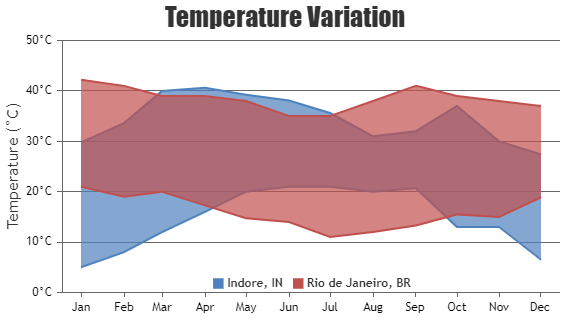 Temperature Variation
Temperature (°C)
50°C
40°C
30°C
20°C
10°C
0°C
Jan Feb Mar Apr May Jun Jul Aug Sep Oct Nov Dec
Indore, IN Rio de Janeiro, BR